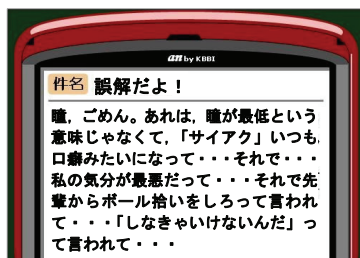 an by KBBI
件名 誤解だよ！
瞳，ごめん。あれは，瞳が最低という
意味じゃなくて，「サイアク」いつも
口癖みたいになって・・・それで・・・
私の気分が最悪だって・・・それで先
輩からボール拾いをしろって言われ
て・・・「しなきゃいけないんだ」っ
て言われて・・・